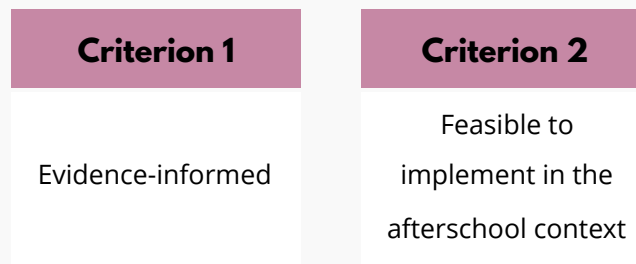 Criterion 1
Evidence-informed
Criterion 2
Feasible to
implement in the
afterschool context